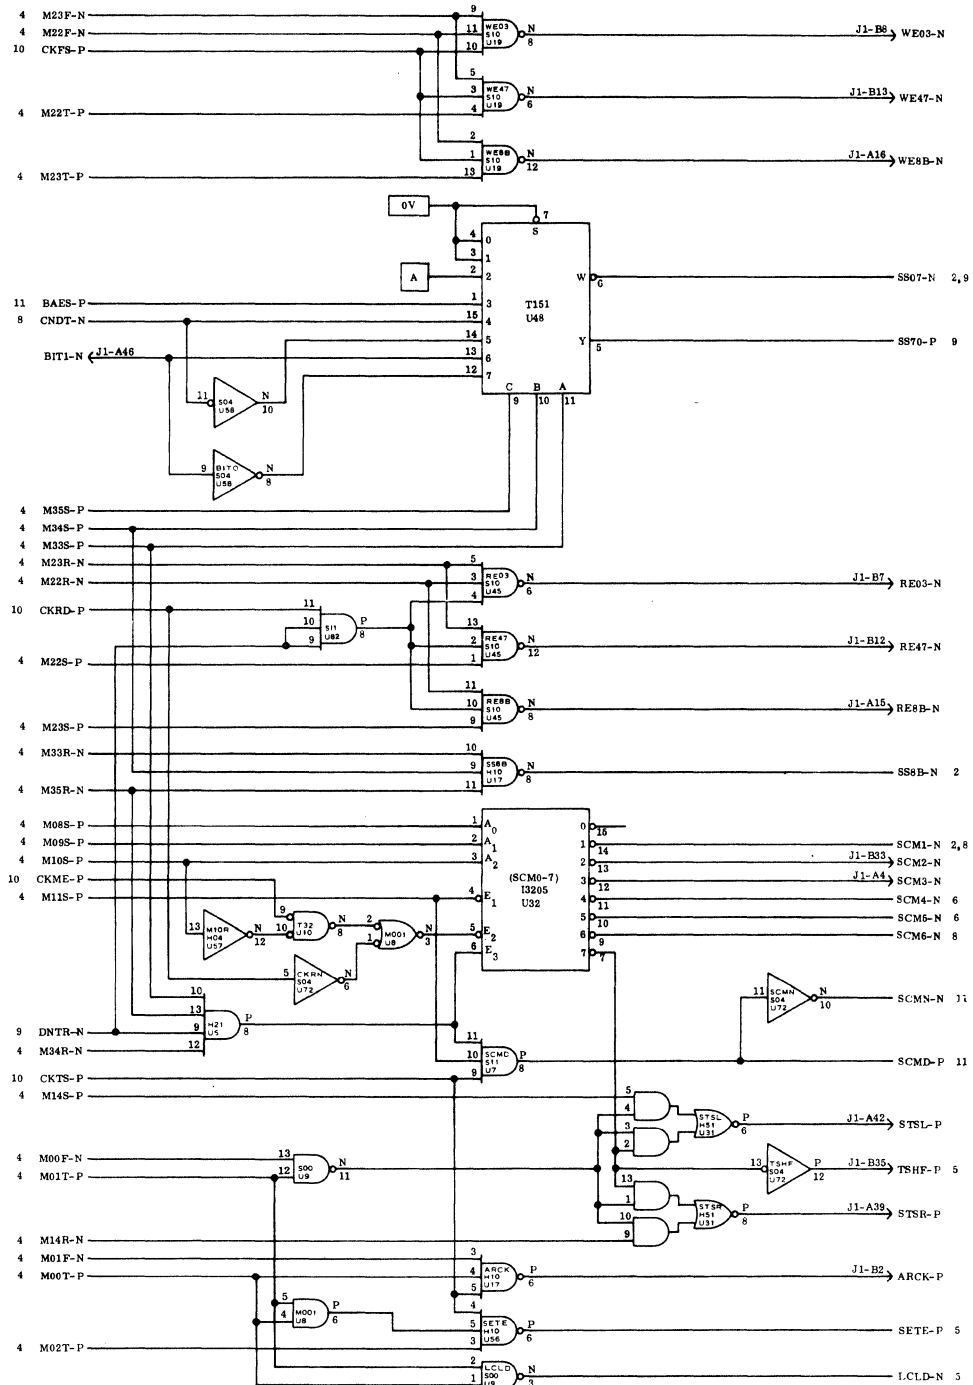 4 M23F-N 9 WE03 S10 U19 N 8 J1-B8 WE03-N
4 M22F-N 11
10 CKFS-P 10
5 WE47 S10 U19 N 6 J1-B13 WE47-N
3
4 M22T-P 4
2 WE8B S10 U19 N 12 J1-A16 WE8B-N
1
4 M23T-P 13
0V 7 S
4 0
3 1
A 2 2 W 6 SS07-N 2,9
11 BAES-P 1 3 T151
8 CNDT-N 15 4 U48
14 5 Y 5 SS70-P 9
BIT1-N J1-A46 13 6
12 7
C B A
9 10 11
11 S04 U58 N 10
9 BITO S04 U58 N 8
4 M35S-P
4 M34S-P
4 M33S-P
4 M23R-N 5 RE03 S10 U45 N 6 J1-B7 RE03-N
4 M22R-N 3
4
10 CKRD-P 11 S11 U82 P 8
10
9
13 RE47 S10 U45 N 12 J1-B12 RE47-N
2
4 M22S-P 1
11 RE8B S10 U45 N 8 J1-A15 RE8B-N
10
4 M23S-P 9
4 M33R-N 10 SS8B H10 U17 N 8 SS8B-N 2
9
4 M35R-N 11
4 M08S-P 1 A0 0 15
4 M09S-P 2 A1 1 14 SCM1-N 2,8
4 M10S-P 3 A2 2 13 J1-B33 SCM2-N
10 CKME-P (SCM0-7) 3 12 J1-A4 SCM3-N
4 M11S-P 4 E1 I3205 U32 4 11 SCM4-N 6
5 10 SCM5-N 6
5 E2 6 9 SCM6-N 8
6 E3 7 7
9 T32 U10 N 8
10
13 M10R H04 U57 N 12
2 M001 U8 N 3
1
5 CKRN S04 U72 N 6
10 H21 U5 P 8
13
9 DNTR-N 9
4 M34R-N 12
11 SCMN S04 U72 N 10 SCMN-N 11
11 SCMD S11 U7 P 8 SCMD-P 11
10
10 CKTS-P 9
4 M14S-P 5
4
3
2
STSL H51 U31 P 6 J1-A42 STSL-P
4 M00F-N 13 S00 U9 N 11
4 M01T-P 12
13 TSHF S04 U72 P 12 J1-B35 TSHF-P 5
13
1
10
4 M14R-N 9
STSR H51 U31 P 8 J1-A39 STSR-P
4 M01F-N 3 ARCK H10 U17 P 6 J1-B2 ARCK-P
4 M00T-P 4
5
5 M001 U8 P 6
4
4 SETE H10 U56 P 6 SETE-P 5
5
4 M02T-P 3
2 LCLD S00 U9 N 3 LCLD-N 5
1